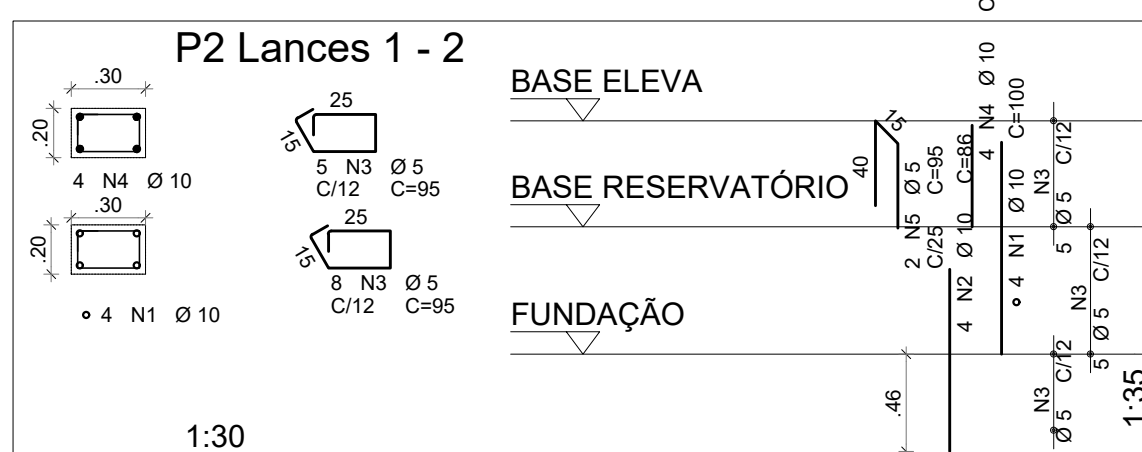 P2 Lances 1 - 2
.30
.20
4 N4 Ø 10
.30
.20
4 N1 Ø 10
1:30
25
15
5 N3 Ø 5
C/12 C=95
25
15
8 N3 Ø 5
C/12 C=95
BASE ELEVA
BASE RESERVATÓRIO
FUNDAÇÃO
15
40
2 N5 Ø 5
C/25 C=95
4 N2 Ø 10 C=86
4 N4 Ø 10
C=100
4 N1 Ø 10
5 Ø 5
N3 C/12
5 Ø 5
N3 C/12
Ø 5
N3 C/12
.46
1:35